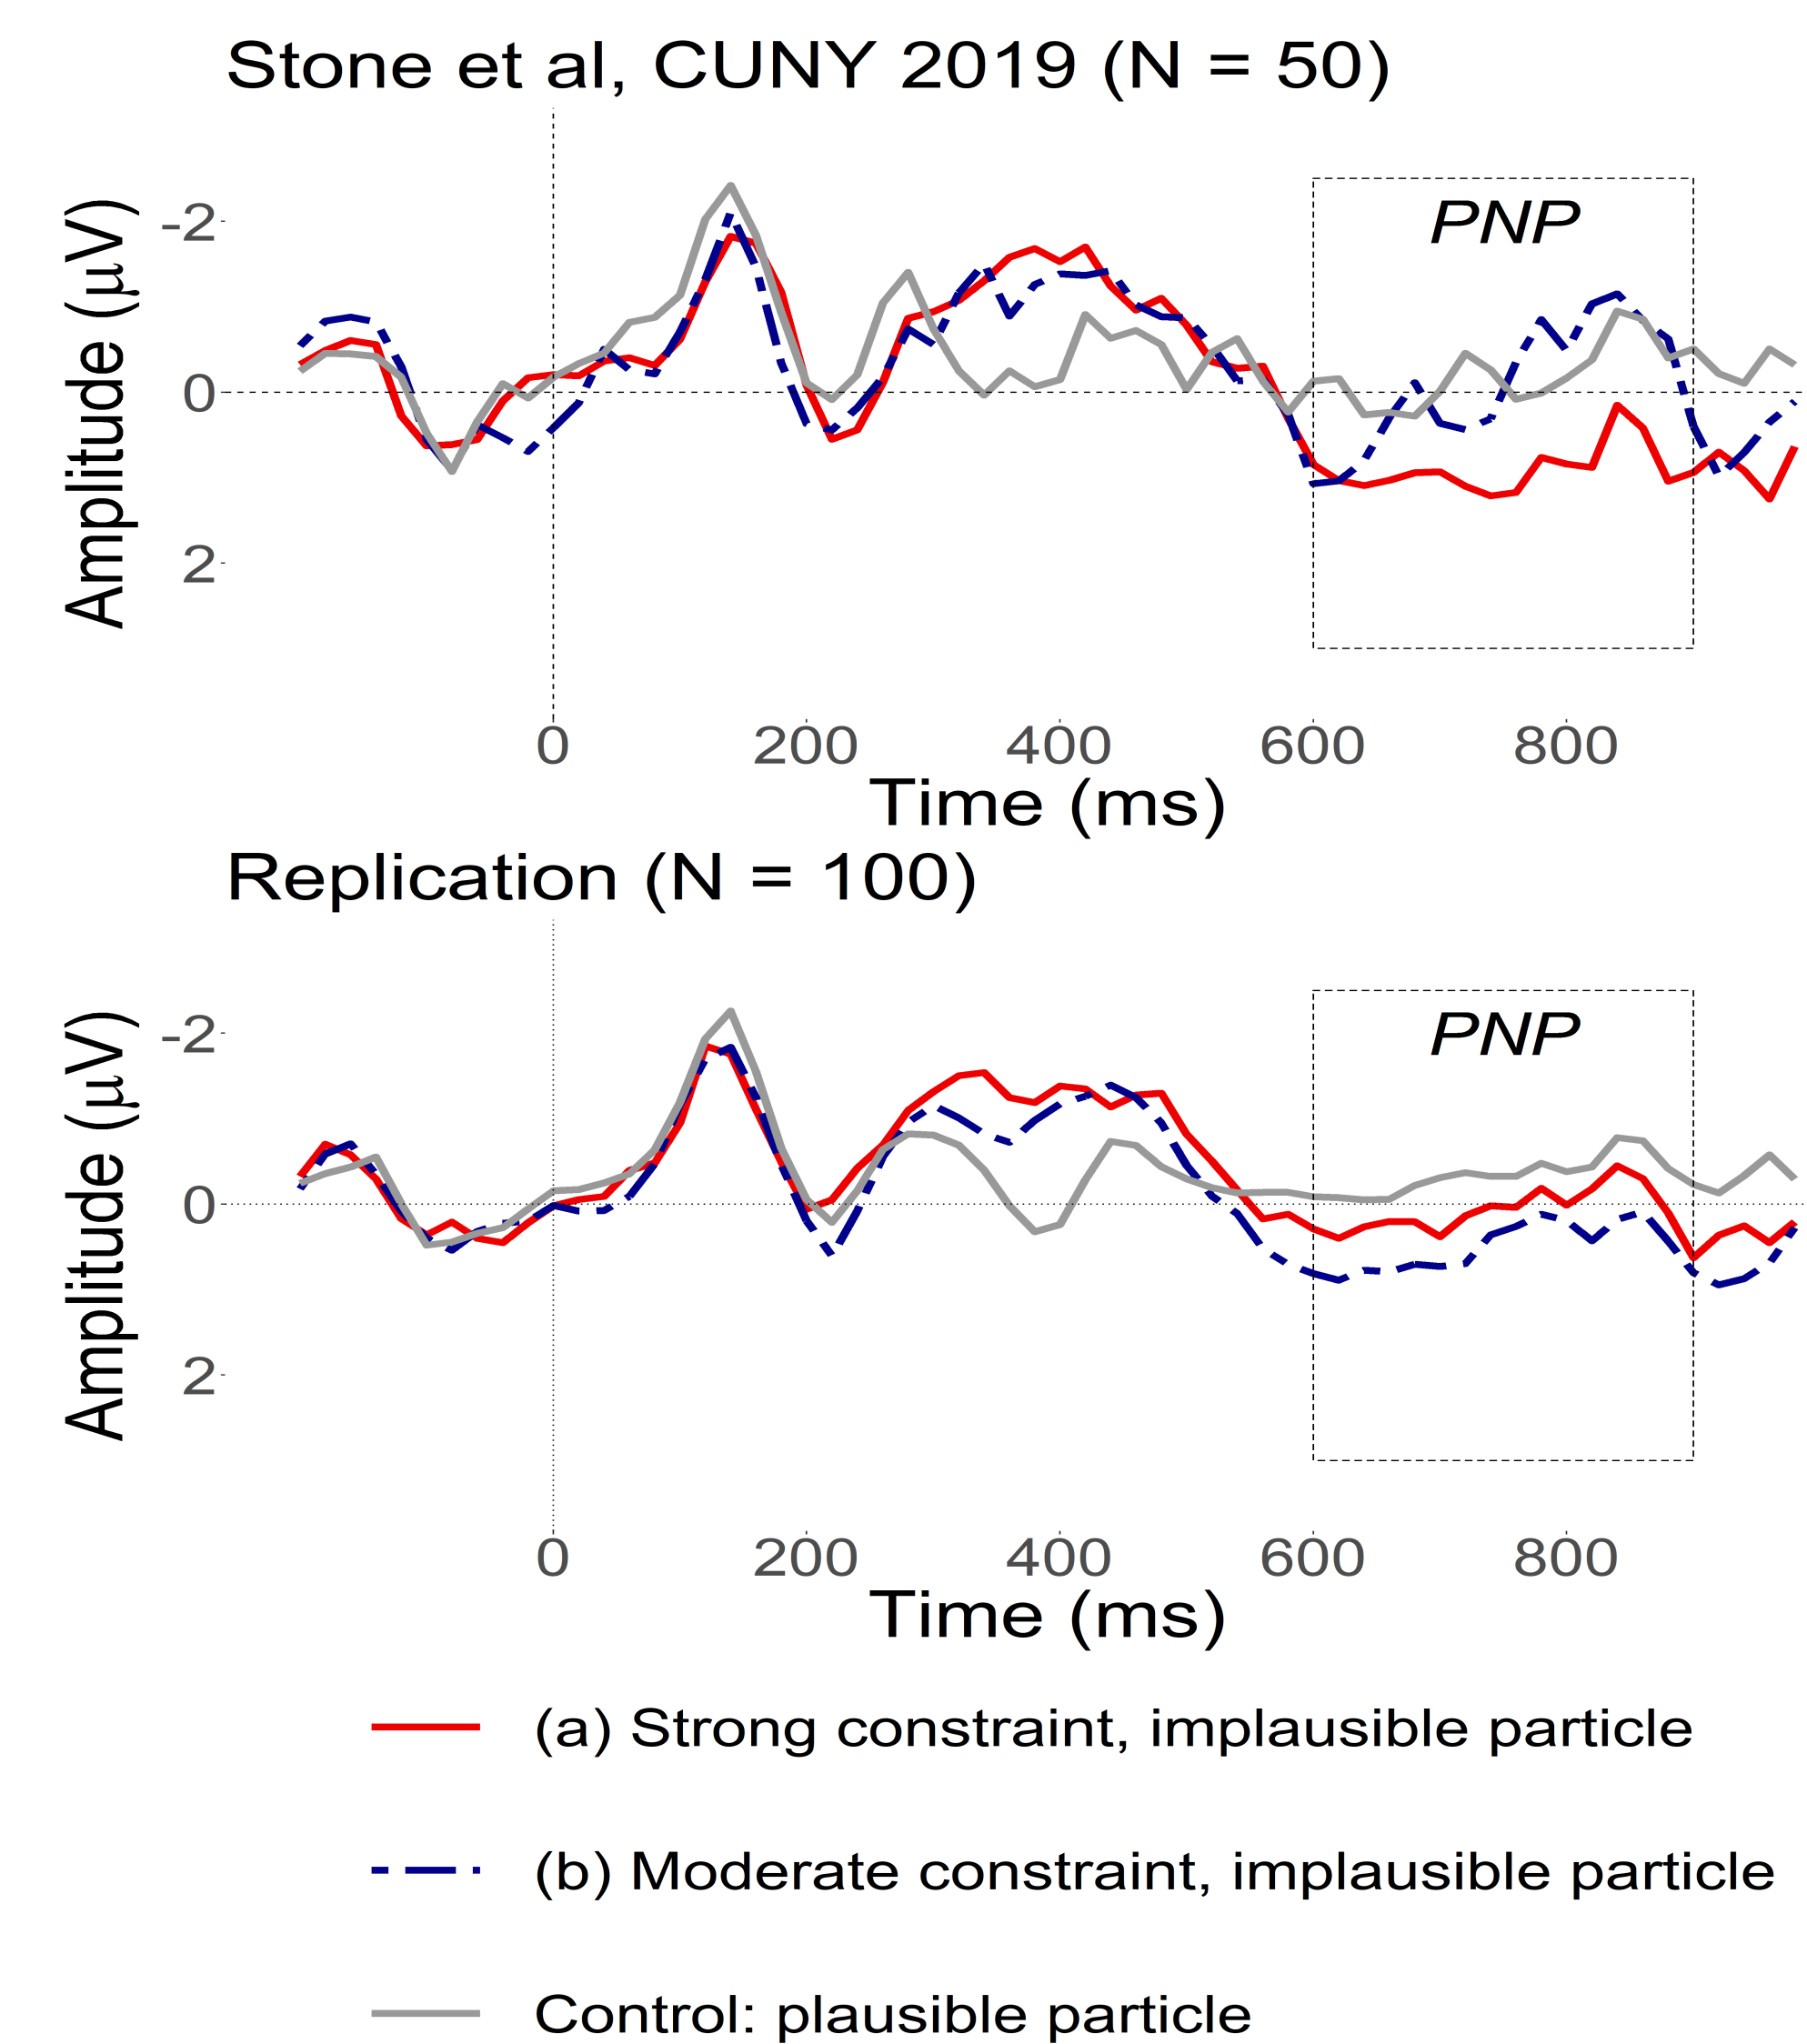 Stone et al, CUNY 2019 (N = 50)
Amplitude (μV)
-2
0
2
PNP
0 200 400 600 800
Time (ms)
Replication (N = 100)
Amplitude (μV)
-2
0
2
PNP
0 200 400 600 800
Time (ms)
(a) Strong constraint, implausible particle
(b) Moderate constraint, implausible particle
Control: plausible particle